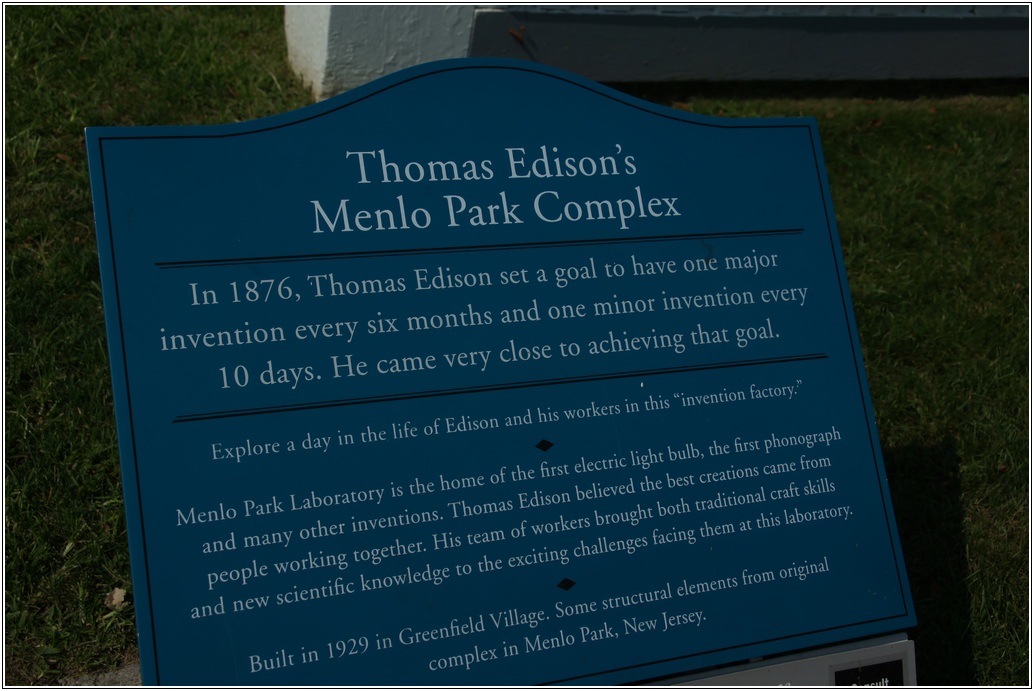 Thomas Edison's
Menlo Park Complex
In 1876, Thomas Edison set a goal to have one major
invention every six months and one minor invention every
10 days. He came very close to achieving that goal.
Explore a day in the life of Edison and his workers in this “invention factory.”
Menlo Park Laboratory is the home of the first electric light bulb, the first phonograph
and many other inventions. Thomas Edison believed the best creations came from
people working together. His team of workers brought both traditional craft skills
and new scientific knowledge to the exciting challenges facing them at this laboratory.
Built in 1929 in Greenfield Village. Some structural elements from original
complex in Menlo Park, New Jersey.